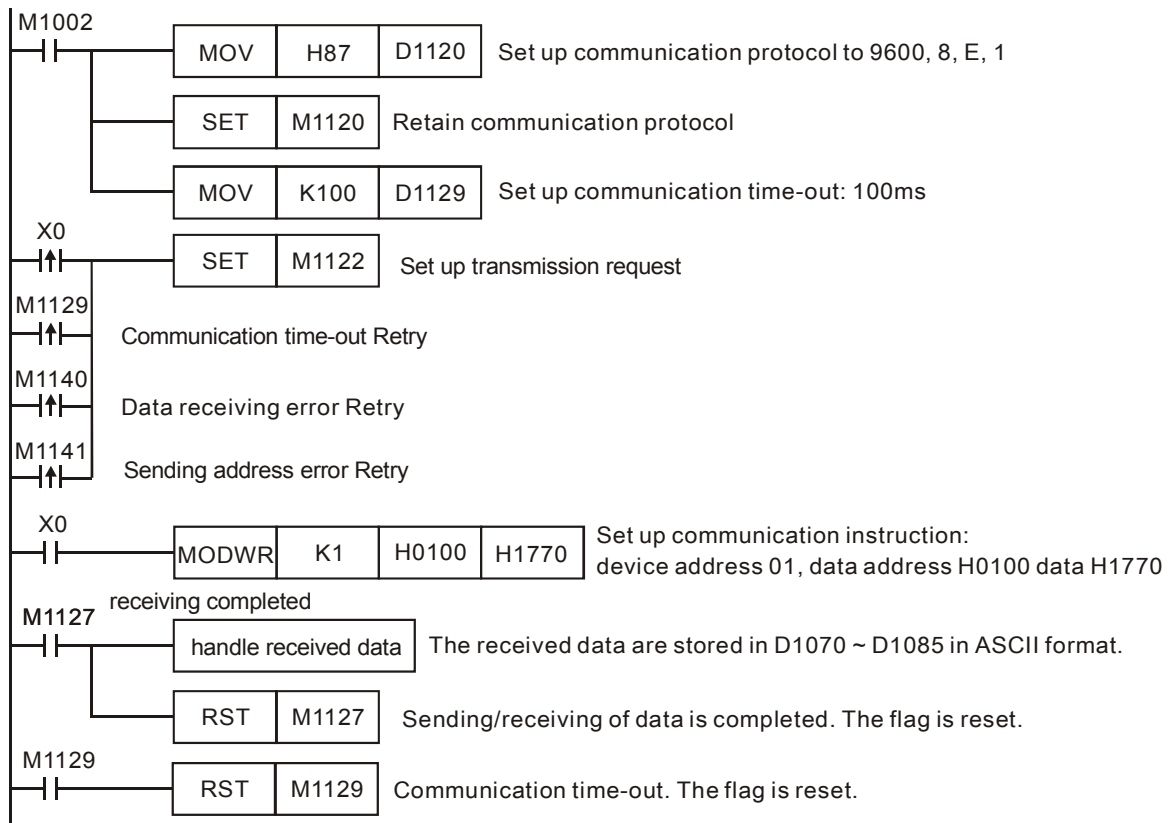 M1002
MOV H87 D1120 Set up communication protocol to 9600, 8, E, 1
SET M1120 Retain communication protocol
MOV K100 D1129 Set up communication time-out: 100ms
X0
SET M1122 Set up transmission request
M1129
Communication time-out Retry
M1140
Data receiving error Retry
M1141
Sending address error Retry
X0
MODWR K1 H0100 H1770 Set up communication instruction:
device address 01, data address H0100 data H1770
receiving completed
M1127
handle received data The received data are stored in D1070 ~ D1085 in ASCII format.
RST M1127 Sending/receiving of data is completed. The flag is reset.
M1129
RST M1129 Communication time-out. The flag is reset.